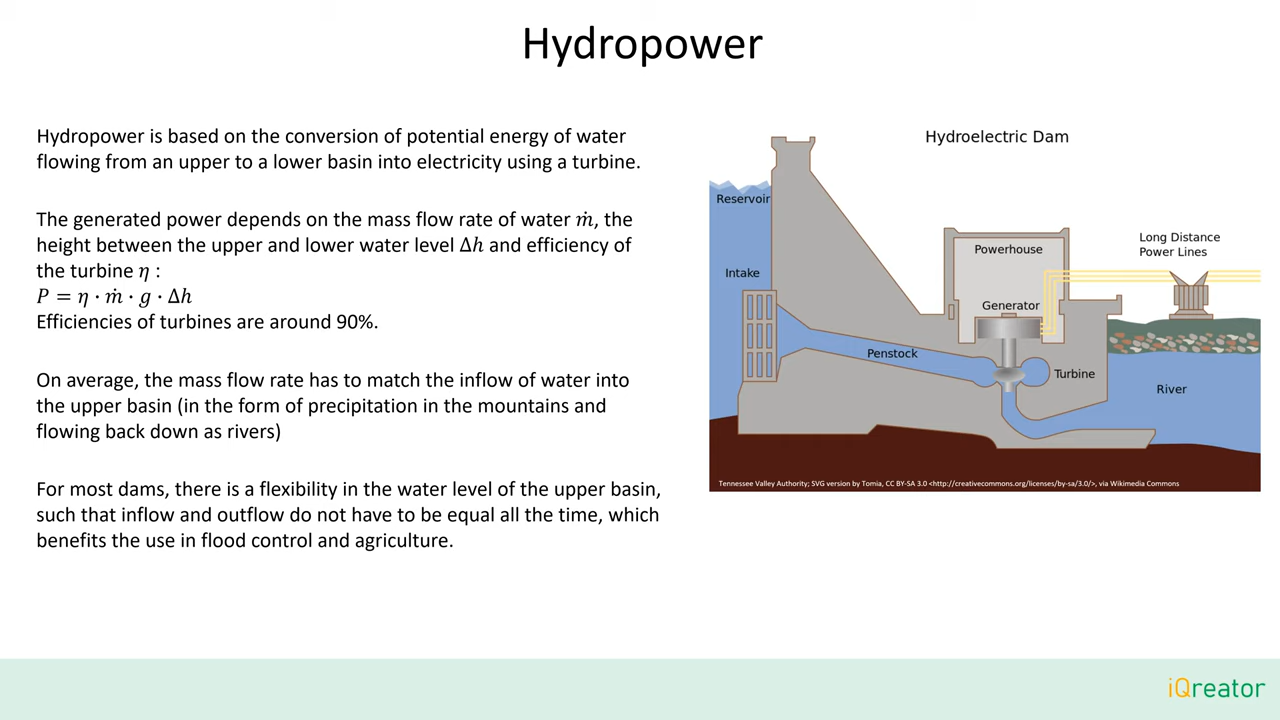 Hydropower
Hydropower is based on the conversion of potential energy of water
flowing from an upper to a lower basin into electricity using a turbine.
The generated power depends on the mass flow rate of water ṁ, the
height between the upper and lower water level Δh and efficiency of
the turbine η :
P = η · ṁ · g · Δh
Efficiencies of turbines are around 90%.
On average, the mass flow rate has to match the inflow of water into
the upper basin (in the form of precipitation in the mountains and
flowing back down as rivers)
For most dams, there is a flexibility in the water level of the upper basin,
such that inflow and outflow do not have to be equal all the time, which
benefits the use in flood control and agriculture.
Hydroelectric Dam
Reservoir
Intake
Penstock
Powerhouse
Generator
Turbine
Long Distance
Power Lines
River
Tennessee Valley Authority; SVG version by Tomia, CC BY-SA 3.0 <http://creativecommons.org/licenses/by-sa/3.0/>, via Wikimedia Commons
iQreator